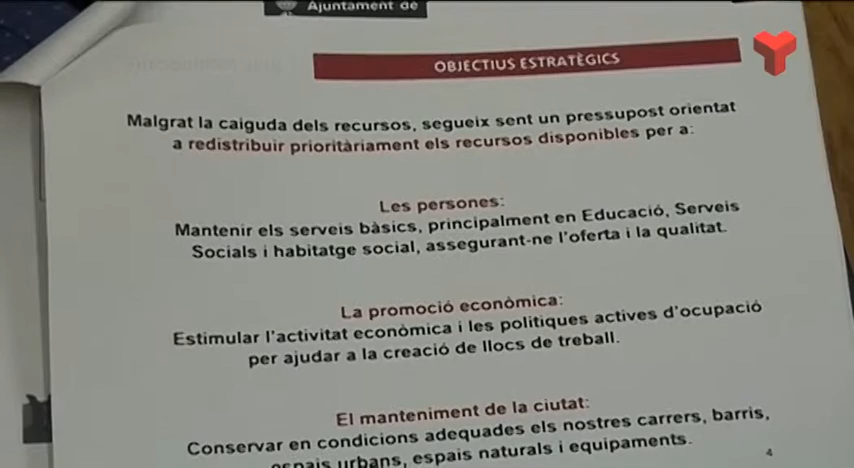 Ajuntament de
OBJECTIUS ESTRATÈGICS
Malgrat la caiguda dels recursos, segueix sent un pressupost orientat
a redistribuir prioritàriament els recursos disponibles per a:
Les persones:
Mantenir els serveis bàsics, principalment en Educació, Serveis
Socials i habitatge social, assegurant-ne l'oferta i la qualitat.
La promoció econòmica:
Estimular l'activitat econòmica i les polítiques actives d'ocupació
per ajudar a la creació de llocs de treball.
El manteniment de la ciutat:
Conservar en condicions adequades els nostres carrers, barris,
espais urbans, espais naturals i equipaments.
4